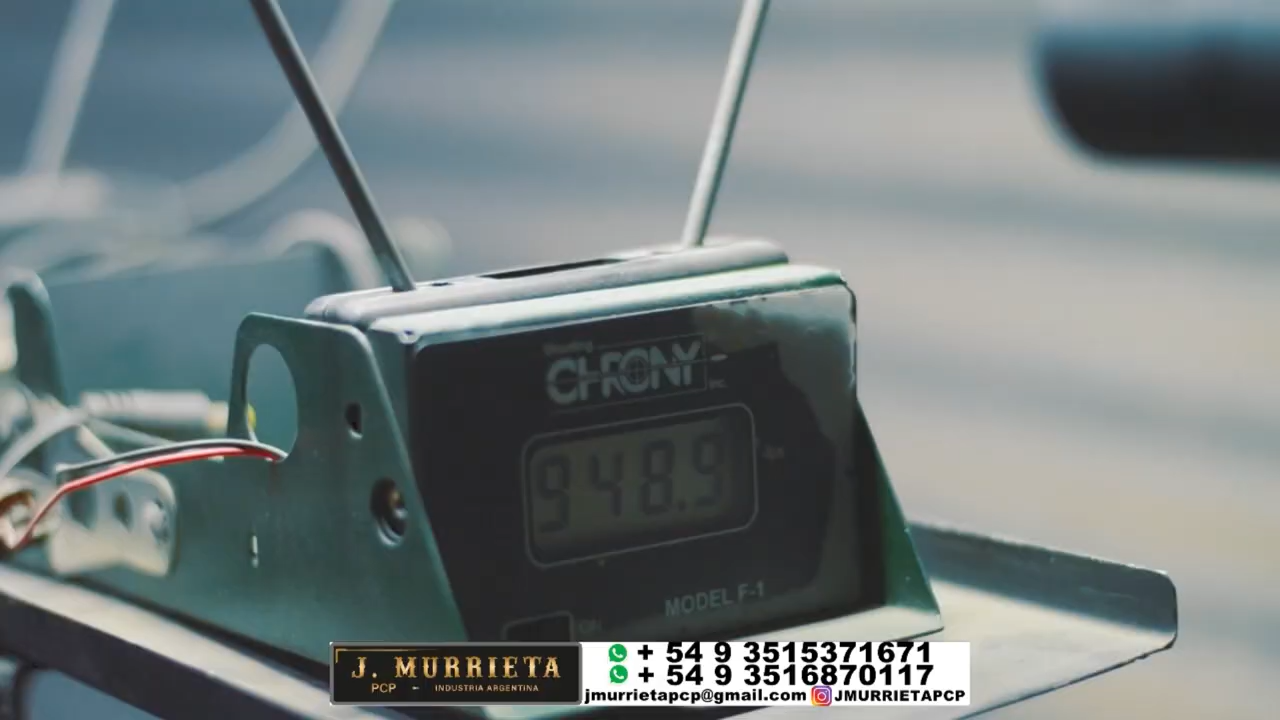 Shooting
CHRONY
INC.
948.9
MODEL F-1
ON
J. MURRIETA
PCP - INDUSTRIA ARGENTINA
+ 54 9 3515371671
+ 54 9 3516870117
jmurrietapcp@gmail.com JMURRIETAPCP